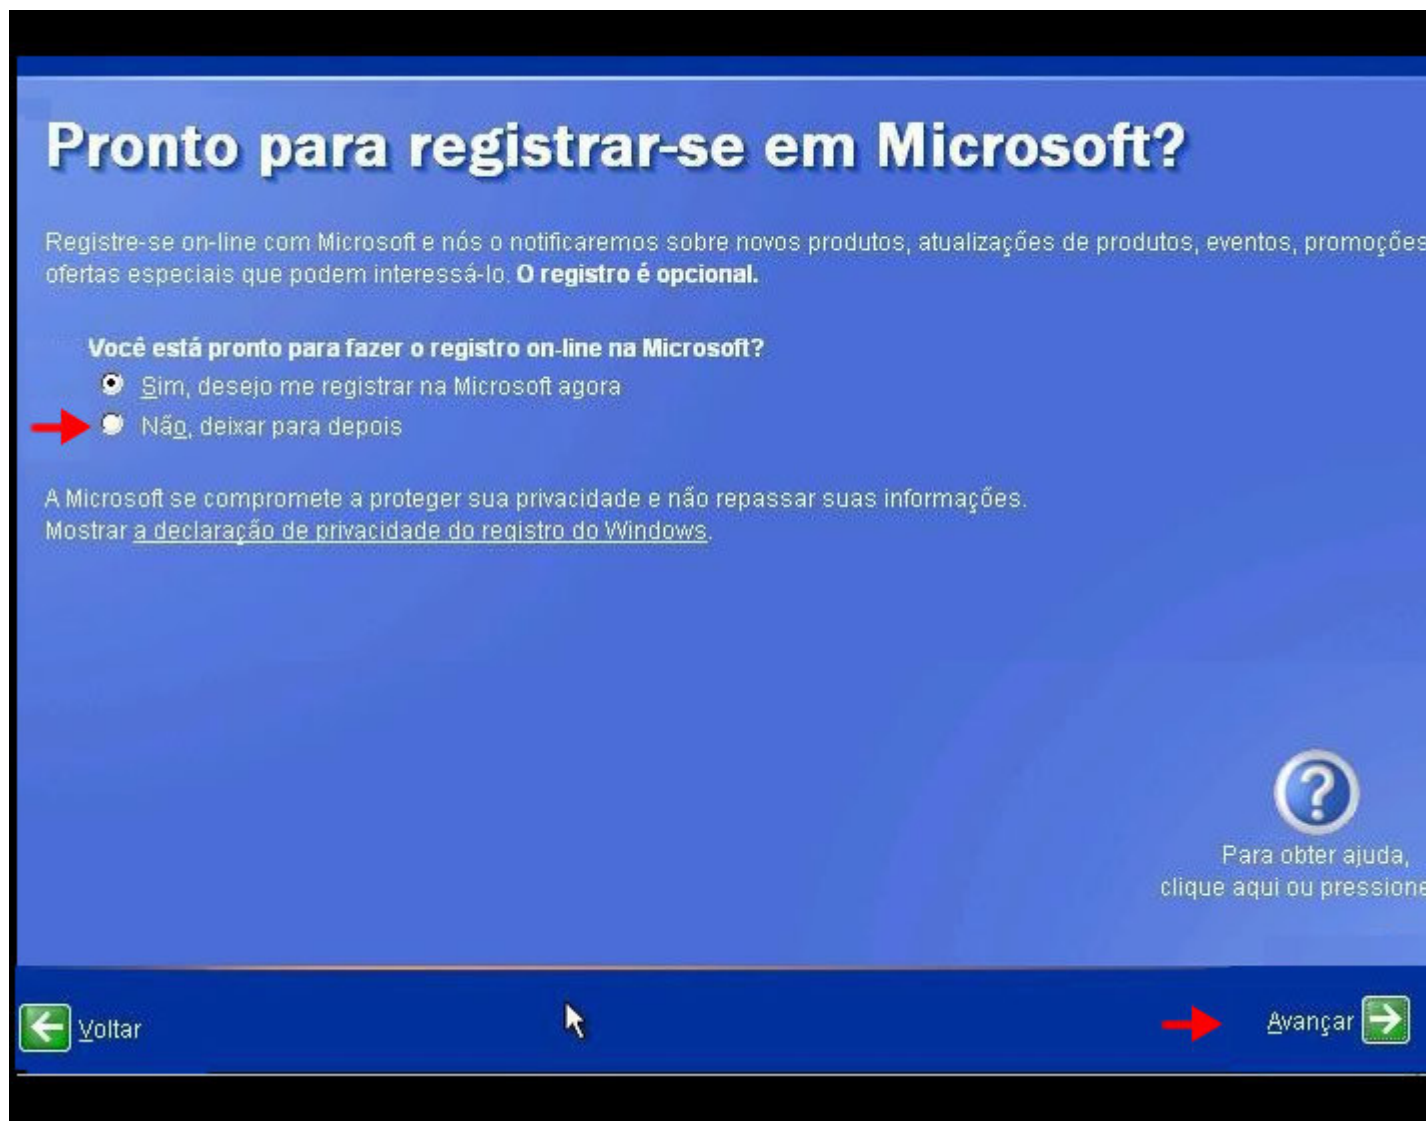 Pronto para registrar-se em Microsoft?
Registre-se on-line com Microsoft e nós o notificaremos sobre novos produtos, atualizações de produtos, eventos, promoções
ofertas especiais que podem interessá-lo. O registro é opcional.
Você está pronto para fazer o registro on-line na Microsoft?
Sim, desejo me registrar na Microsoft agora
Não, deixar para depois
A Microsoft se compromete a proteger sua privacidade e não repassar suas informações.
Mostrar a declaração de privacidade do registro do Windows.
Para obter ajuda,
clique aqui ou pressione
Voltar
Avançar